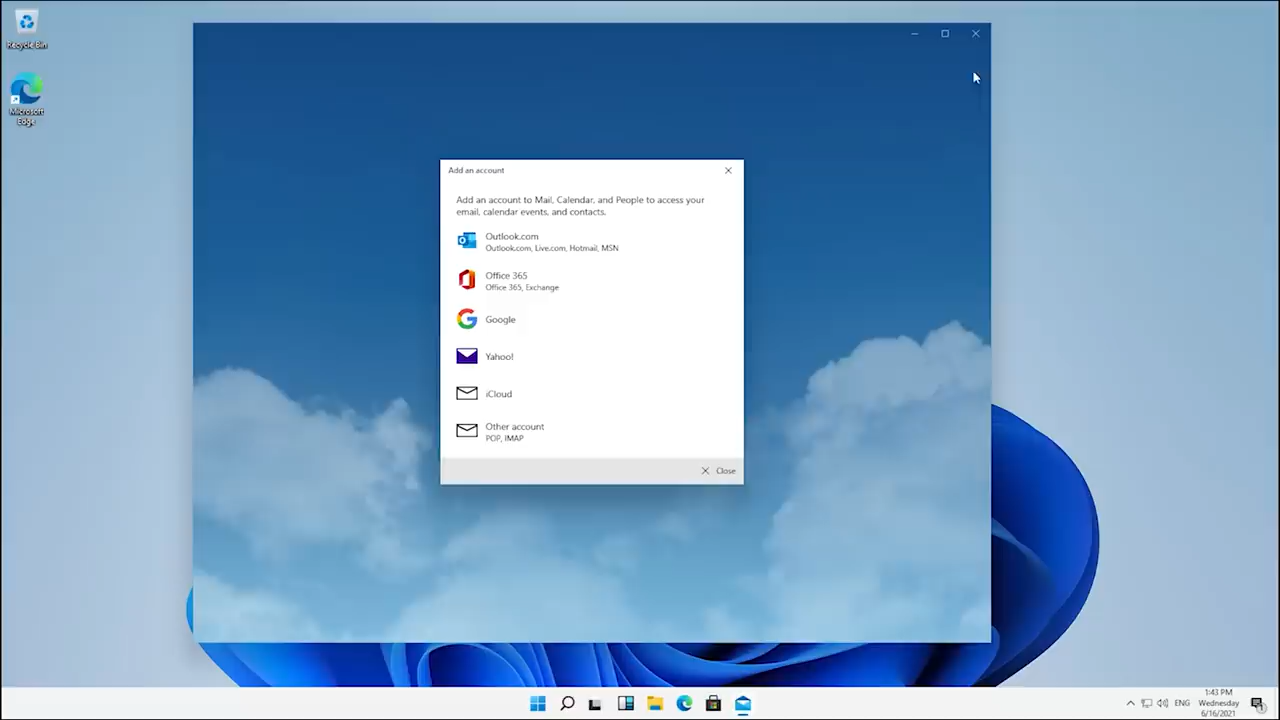 Recycle Bin
Microsoft
Edge
Add an account
Add an account to Mail, Calendar, and People to access your
email, calendar events, and contacts.
Outlook.com
Outlook.com, Live.com, Hotmail, MSN
Office 365
Office 365, Exchange
Google
Yahoo!
iCloud
Other account
POP, IMAP
Close
ENG
1:43 PM
Wednesday
6/16/2021